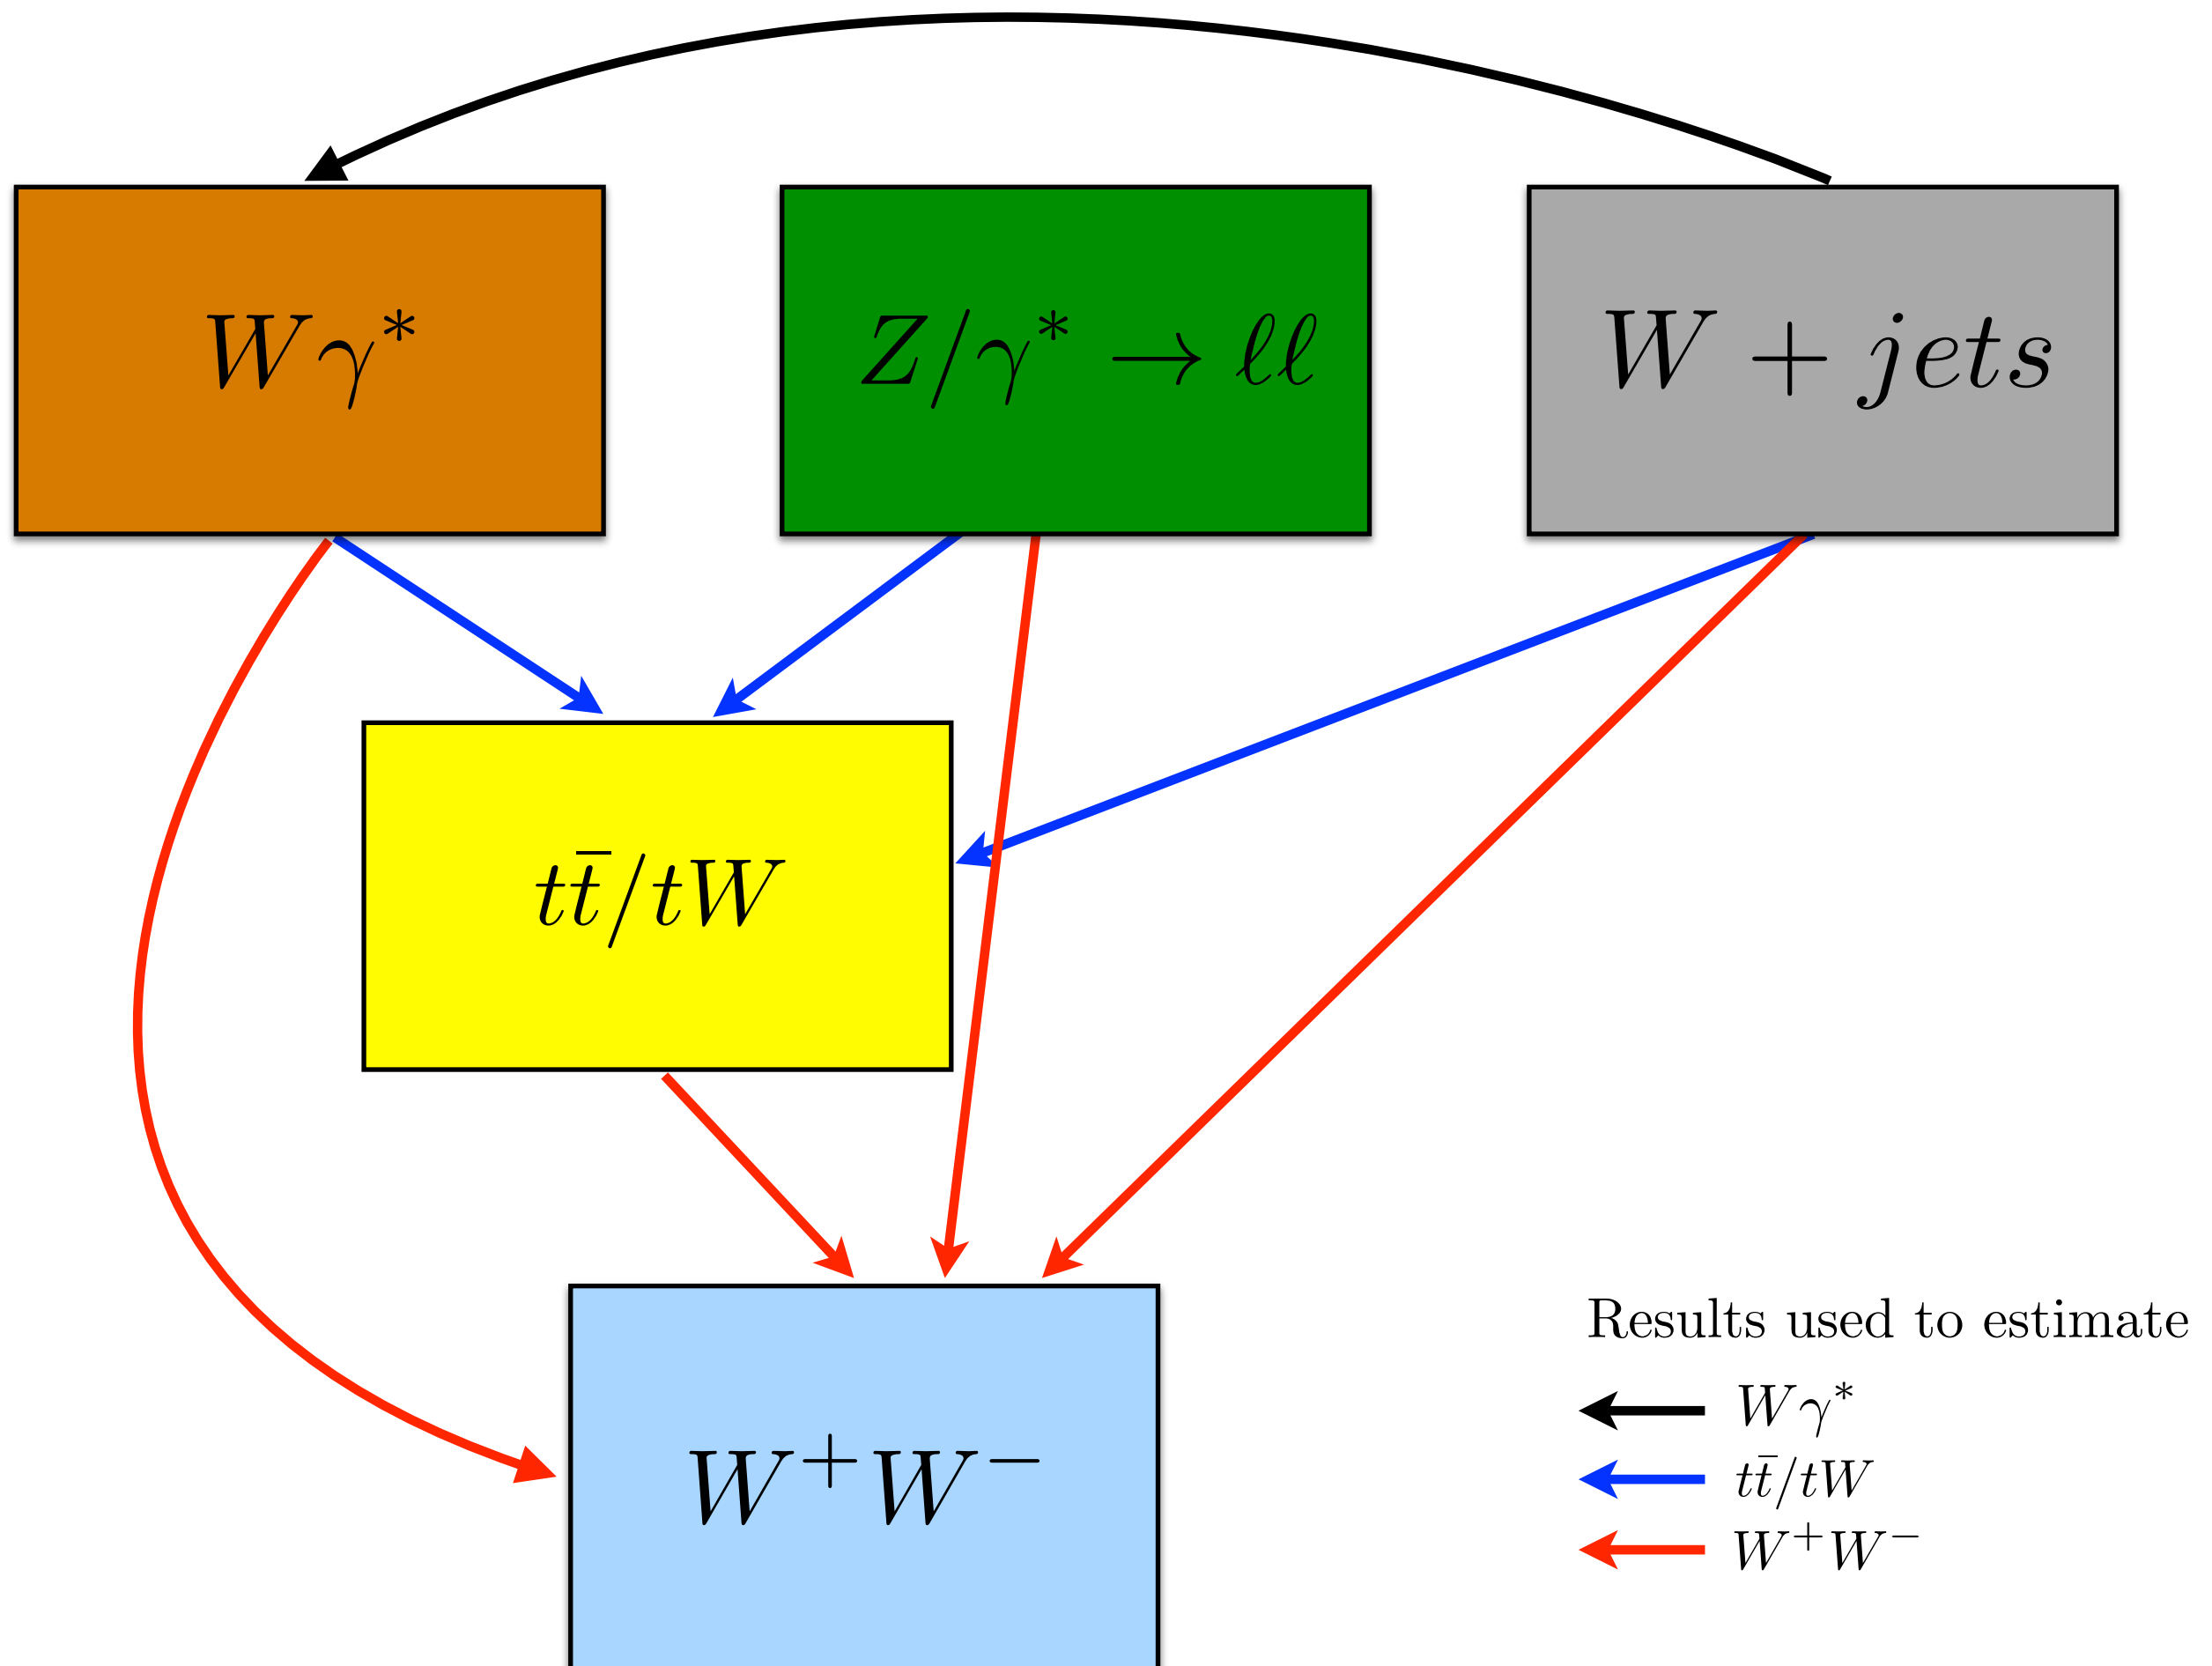 Wγ*
Z/γ* → ℓℓ
W + jets
tt̅/tW
W⁺W⁻
Results used to estimate
Wγ*
tt̅/tW
W⁺W⁻